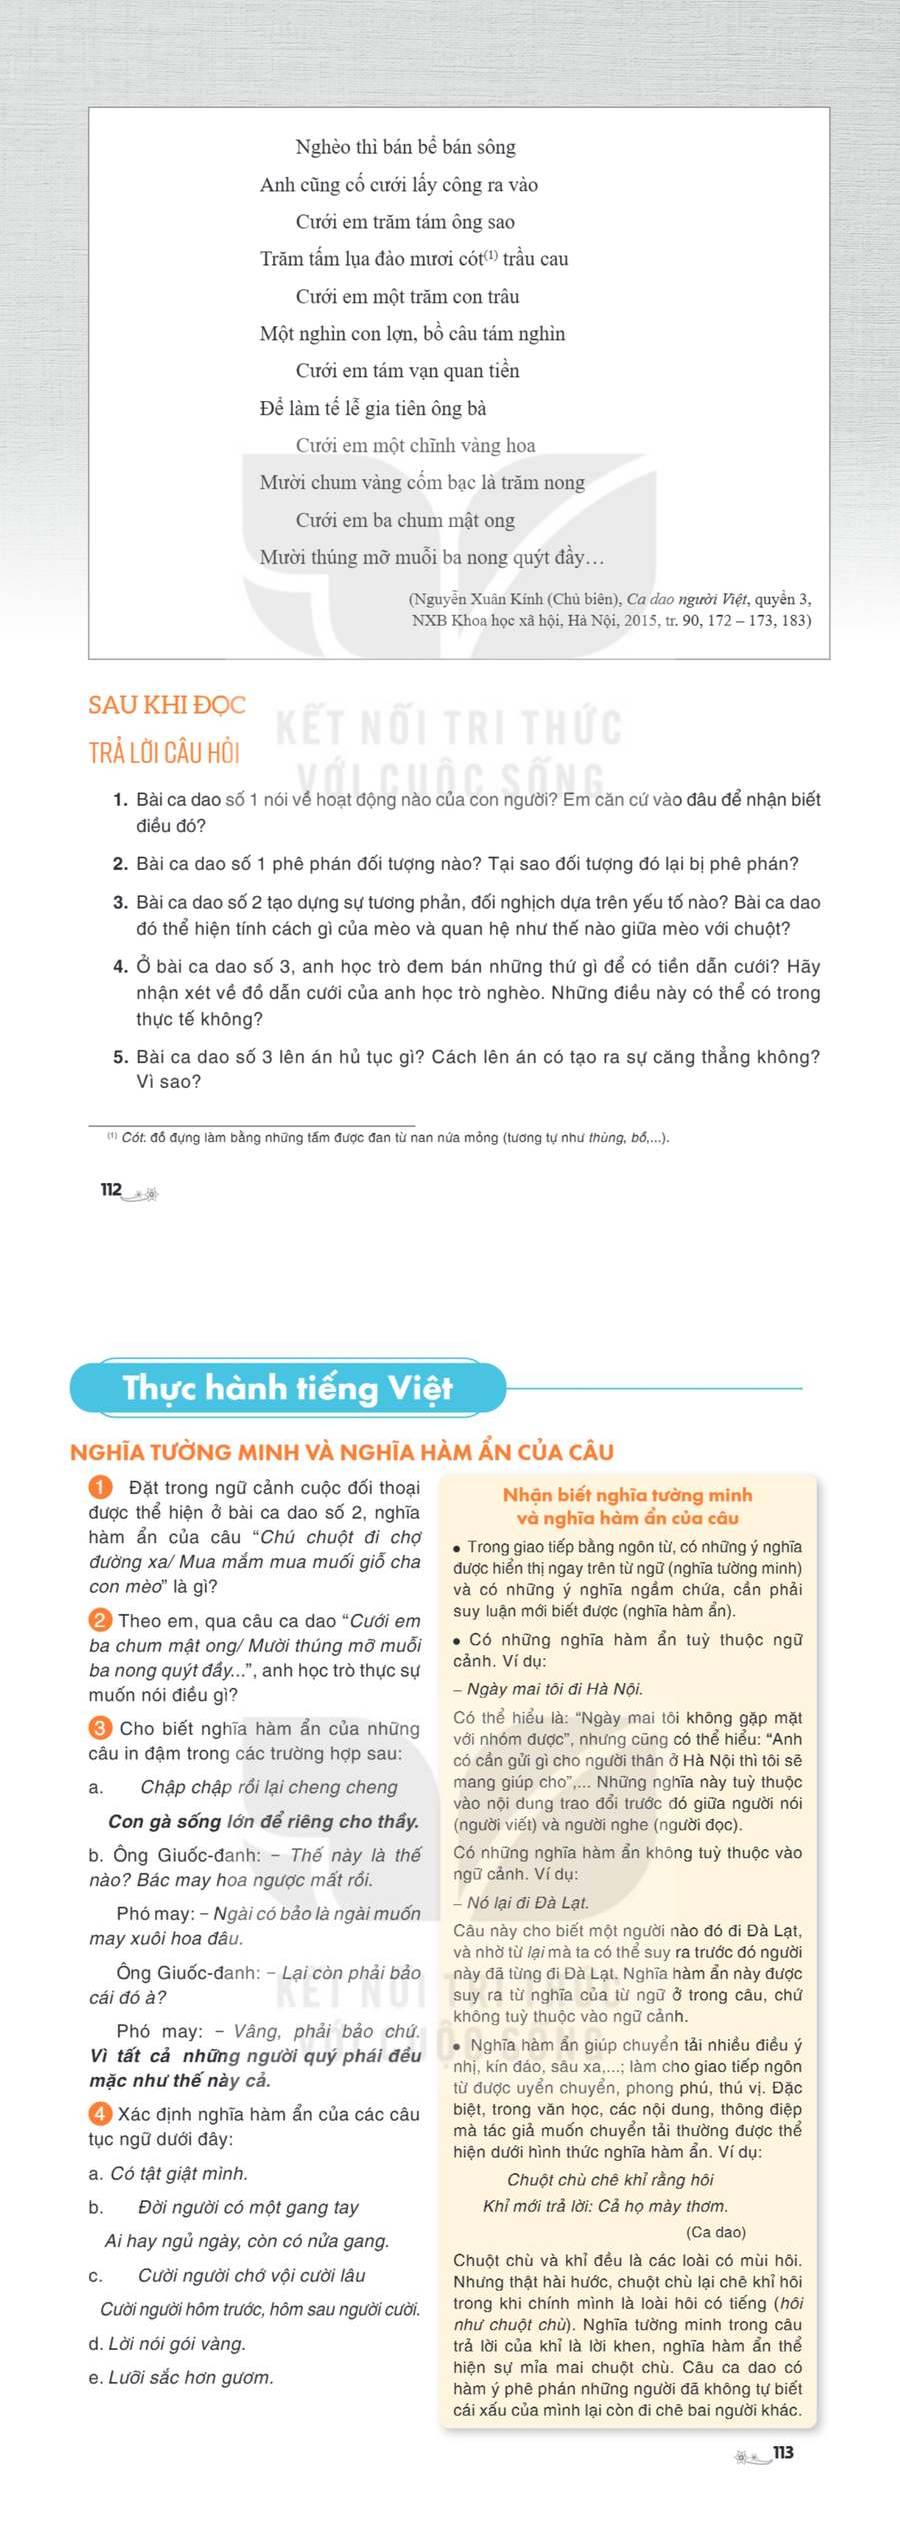 Nghèo thì bán bể bán sông
Anh cũng cố cưới lấy công ra vào
Cưới em trăm tám ông sao
Trăm tấm lụa đào mươi cót(1) trầu cau
Cưới em một trăm con trâu
Một nghìn con lợn, bồ câu tám nghìn
Cưới em tám vạn quan tiền
Để làm tế lễ gia tiên ông bà
Cưới em một chĩnh vàng hoa
Mười chum vàng cốm bạc là trăm nong
Cưới em ba chum mật ong
Mười thúng mỡ muỗi ba nong quýt đầy…
(Nguyễn Xuân Kính (Chủ biên), Ca dao người Việt, quyển 3,
NXB Khoa học xã hội, Hà Nội, 2015, tr. 90, 172 – 173, 183)
SAU KHI ĐỌC
KẾT NỐI TRI THỨC
VỚI CUỘC SỐNG
TRẢ LỜI CÂU HỎI
1. Bài ca dao số 1 nói về hoạt động nào của con người? Em căn cứ vào đâu để nhận biết
điều đó?
2. Bài ca dao số 1 phê phán đối tượng nào? Tại sao đối tượng đó lại bị phê phán?
3. Bài ca dao số 2 tạo dựng sự tương phản, đối nghịch dựa trên yếu tố nào? Bài ca dao
đó thể hiện tính cách gì của mèo và quan hệ như thế nào giữa mèo với chuột?
4. Ở bài ca dao số 3, anh học trò đem bán những thứ gì để có tiền dẫn cưới? Hãy
nhận xét về đồ dẫn cưới của anh học trò nghèo. Những điều này có thể có trong
thực tế không?
5. Bài ca dao số 3 lên án hủ tục gì? Cách lên án có tạo ra sự căng thẳng không?
Vì sao?
(1) Cót: đồ đựng làm bằng những tấm được đan từ nan nứa mỏng (tương tự như thùng, bồ,...).
112
Thực hành tiếng Việt
NGHĨA TƯỜNG MINH VÀ NGHĨA HÀM ẨN CỦA CÂU
1 Đặt trong ngữ cảnh cuộc đối thoại
được thể hiện ở bài ca dao số 2, nghĩa
hàm ẩn của câu “Chú chuột đi chợ
đường xa/ Mua mắm mua muối giỗ cha
con mèo” là gì?
2 Theo em, qua câu ca dao “Cưới em
ba chum mật ong/ Mười thúng mỡ muỗi
ba nong quýt đầy...”, anh học trò thực sự
muốn nói điều gì?
3 Cho biết nghĩa hàm ẩn của những
câu in đậm trong các trường hợp sau:
a. Chập chập rồi lại cheng cheng
Con gà sống lớn để riêng cho thầy.
b. Ông Giuốc-đanh: – Thế này là thế
nào? Bác may hoa ngược mất rồi.
Phó may: – Ngài có bảo là ngài muốn
may xuôi hoa đâu.
Ông Giuốc-đanh: – Lại còn phải bảo
cái đó à?
Phó may: – Vâng, phải bảo chứ.
Vì tất cả những người quý phái đều
mặc như thế này cả.
4 Xác định nghĩa hàm ẩn của các câu
tục ngữ dưới đây:
a. Có tật giật mình.
b. Đời người có một gang tay
Ai hay ngủ ngày, còn có nửa gang.
c. Cười người chớ vội cười lâu
Cười người hôm trước, hôm sau người cười.
d. Lời nói gói vàng.
e. Lưỡi sắc hơn gươm.
Nhận biết nghĩa tường minh
và nghĩa hàm ẩn của câu
• Trong giao tiếp bằng ngôn từ, có những ý nghĩa
được hiển thị ngay trên từ ngữ (nghĩa tường minh)
và có những ý nghĩa ngầm chứa, cần phải
suy luận mới biết được (nghĩa hàm ẩn).
• Có những nghĩa hàm ẩn tuỳ thuộc ngữ
cảnh. Ví dụ:
– Ngày mai tôi đi Hà Nội.
Có thể hiểu là: “Ngày mai tôi không gặp mặt
với nhóm được”, nhưng cũng có thể hiểu: “Anh
có cần gửi gì cho người thân ở Hà Nội thì tôi sẽ
mang giúp cho”,... Những nghĩa này tuỳ thuộc
vào nội dung trao đổi trước đó giữa người nói
(người viết) và người nghe (người đọc).
Có những nghĩa hàm ẩn không tuỳ thuộc vào
ngữ cảnh. Ví dụ:
– Nó lại đi Đà Lạt.
Câu này cho biết một người nào đó đi Đà Lạt,
và nhờ từ lại mà ta có thể suy ra trước đó người
này đã từng đi Đà Lạt. Nghĩa hàm ẩn này được
suy ra từ nghĩa của từ ngữ ở trong câu, chứ
không tuỳ thuộc vào ngữ cảnh.
• Nghĩa hàm ẩn giúp chuyển tải nhiều điều ý
nhị, kín đáo, sâu xa,...; làm cho giao tiếp ngôn
từ được uyển chuyển, phong phú, thú vị. Đặc
biệt, trong văn học, các nội dung, thông điệp
mà tác giả muốn chuyển tải thường được thể
hiện dưới hình thức nghĩa hàm ẩn. Ví dụ:
Chuột chù chê khỉ rằng hôi
Khỉ mới trả lời: Cả họ mày thơm.
(Ca dao)
Chuột chù và khỉ đều là các loài có mùi hôi.
Nhưng thật hài hước, chuột chù lại chê khỉ hôi
trong khi chính mình là loài hôi có tiếng (hôi
như chuột chù). Nghĩa tường minh trong câu
trả lời của khỉ là lời khen, nghĩa hàm ẩn thể
hiện sự mỉa mai chuột chù. Câu ca dao có
hàm ý phê phán những người đã không tự biết
cái xấu của mình lại còn đi chê bai người khác.
KẾT NỐI TRI THỨC
VỚI CUỘC SỐNG
113